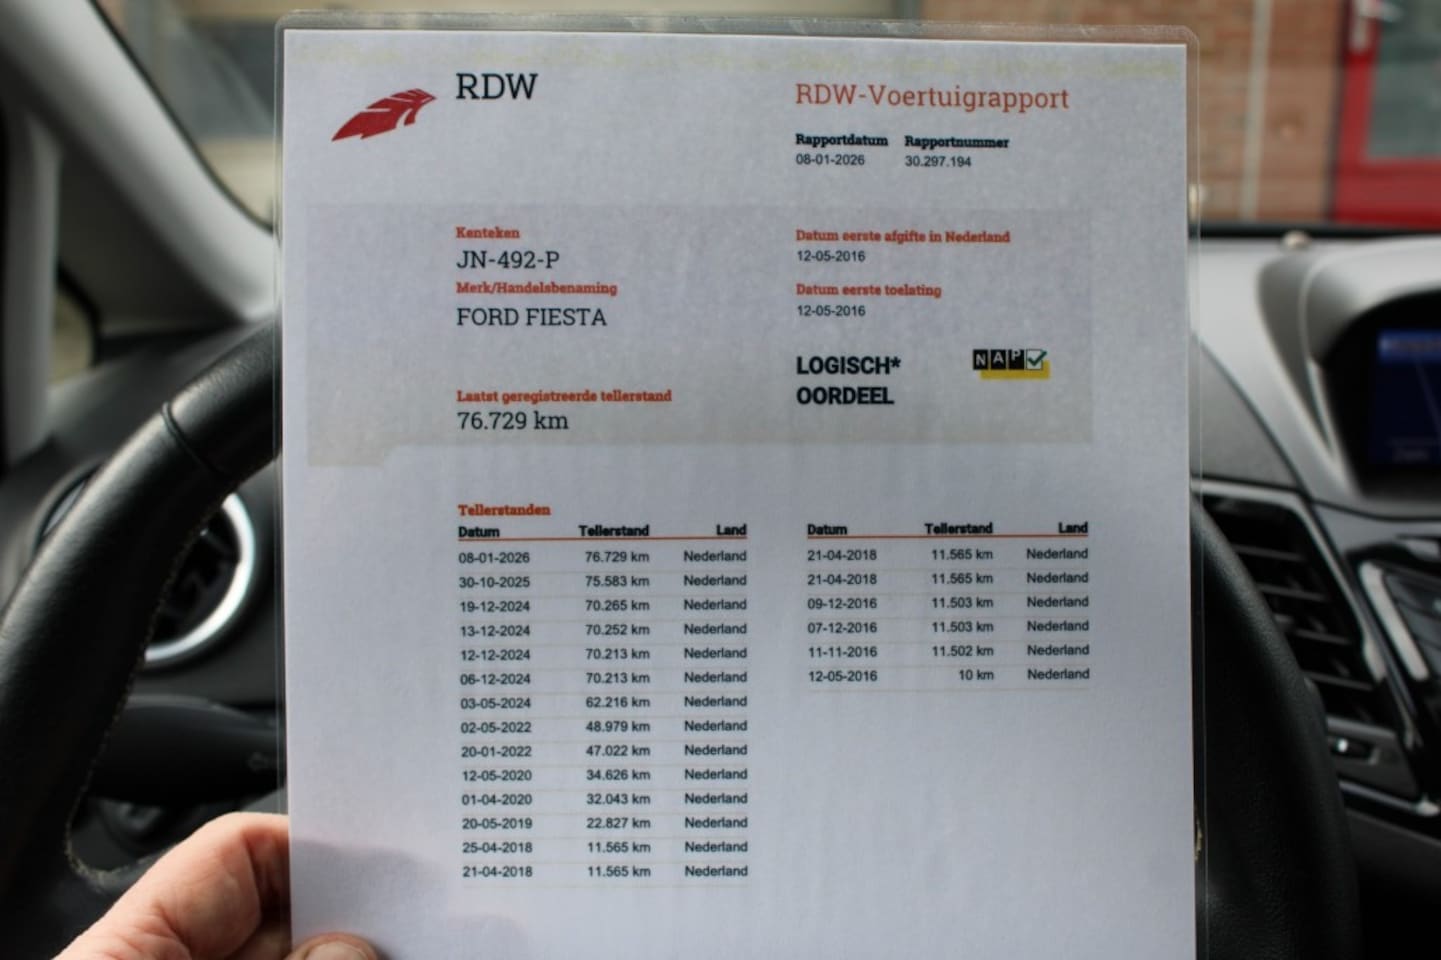 RDW
RDW-Voertuigrapport
Rapportdatum Rapportnummer
08-01-2026 30.297.194
Kenteken
JN-492-P
Merk/Handelsbenaming
FORD FIESTA
Laatst geregistreerde tellerstand
76.729 km
Datum eerste afgifte in Nederland
12-05-2016
Datum eerste toelating
12-05-2016
LOGISCH*
OORDEEL
NAP
Tellerstanden
Datum Tellerstand Land
08-01-2026 76.729 km Nederland
30-10-2025 75.583 km Nederland
19-12-2024 70.265 km Nederland
13-12-2024 70.252 km Nederland
12-12-2024 70.213 km Nederland
06-12-2024 70.213 km Nederland
03-05-2024 62.216 km Nederland
02-05-2022 48.979 km Nederland
20-01-2022 47.022 km Nederland
12-05-2020 34.626 km Nederland
01-04-2020 32.043 km Nederland
20-05-2019 22.827 km Nederland
25-04-2018 11.565 km Nederland
21-04-2018 11.565 km Nederland
Datum Tellerstand Land
21-04-2018 11.565 km Nederland
21-04-2018 11.565 km Nederland
09-12-2016 11.503 km Nederland
07-12-2016 11.503 km Nederland
11-11-2016 11.502 km Nederland
12-05-2016 10 km Nederland